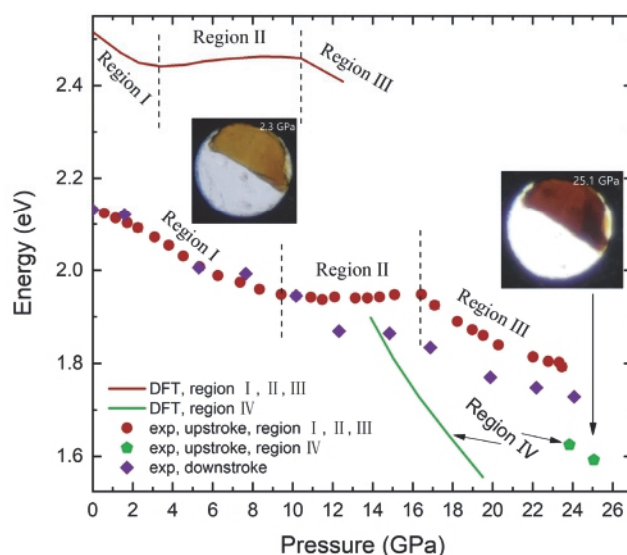 Region I
Region II
Region III
2.3 GPa
25.1 GPa
Region I
Region II
Region III
Region IV
DFT, region Ⅰ, Ⅱ, Ⅲ
DFT, region Ⅳ
exp, upstroke, region Ⅰ, Ⅱ, Ⅲ
exp, upstroke, region Ⅳ
exp, downstroke
Energy (eV)
2.4
2.2
2.0
1.8
1.6
0 2 4 6 8 10 12 14 16 18 20 22 24 26
Pressure (GPa)